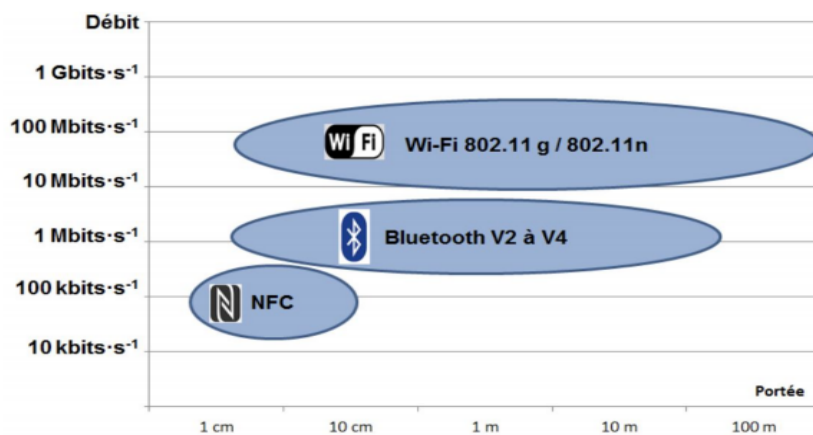 Débit
1 Gbits·s⁻¹
100 Mbits·s⁻¹
Wi Fi Wi-Fi 802.11 g / 802.11n
10 Mbits·s⁻¹
1 Mbits·s⁻¹
Bluetooth V2 à V4
100 kbits·s⁻¹
NFC
10 kbits·s⁻¹
Portée
1 cm 10 cm 1 m 10 m 100 m